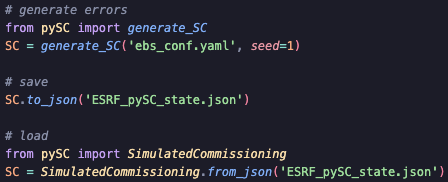 # generate errors
from pySC import generate_SC
SC = generate_SC('ebs_conf.yaml', seed=1)
# save
SC.to_json('ESRF_pySC_state.json')
# load
from pySC import SimulatedCommissioning
SC = SimulatedCommissioning.from_json('ESRF_pySC_state.json')